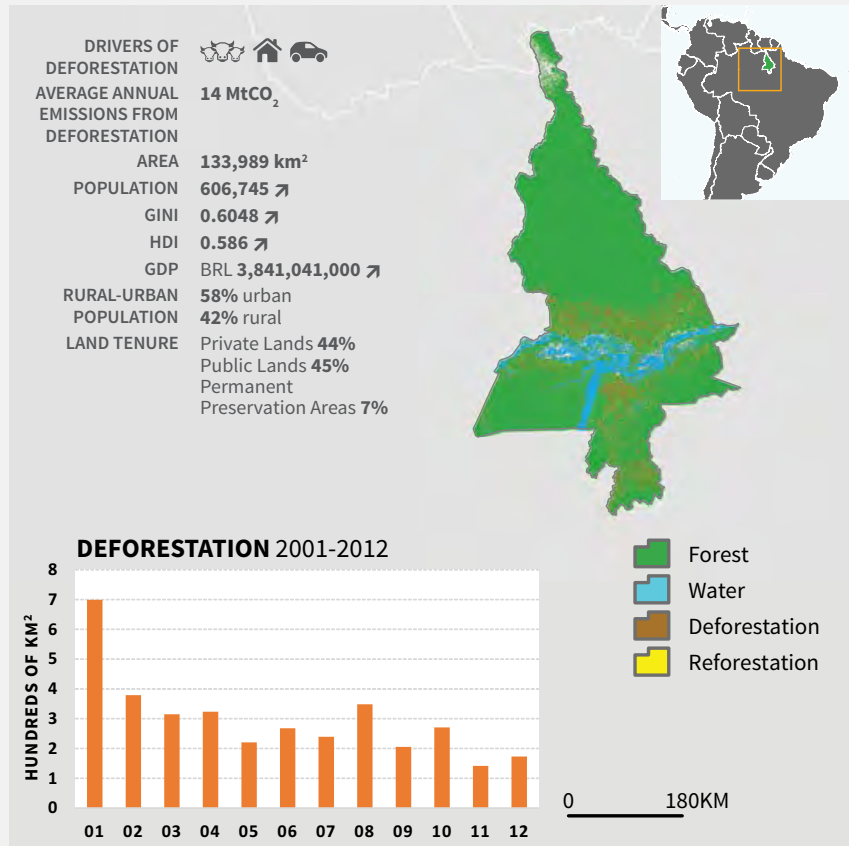 DRIVERS OF
DEFORESTATION
AVERAGE ANNUAL 14 MtCO2
EMISSIONS FROM
DEFORESTATION
AREA 133,989 km²
POPULATION 606,745 ↗
GINI 0.6048 ↗
HDI 0.586 ↗
GDP BRL 3,841,041,000 ↗
RURAL-URBAN 58% urban
POPULATION 42% rural
LAND TENURE Private Lands 44%
Public Lands 45%
Permanent
Preservation Areas 7%
DEFORESTATION 2001-2012
HUNDREDS OF KM²
8
7
6
5
4
3
2
1
0
01 02 03 04 05 06 07 08 09 10 11 12
Forest
Water
Deforestation
Reforestation
0 180KM